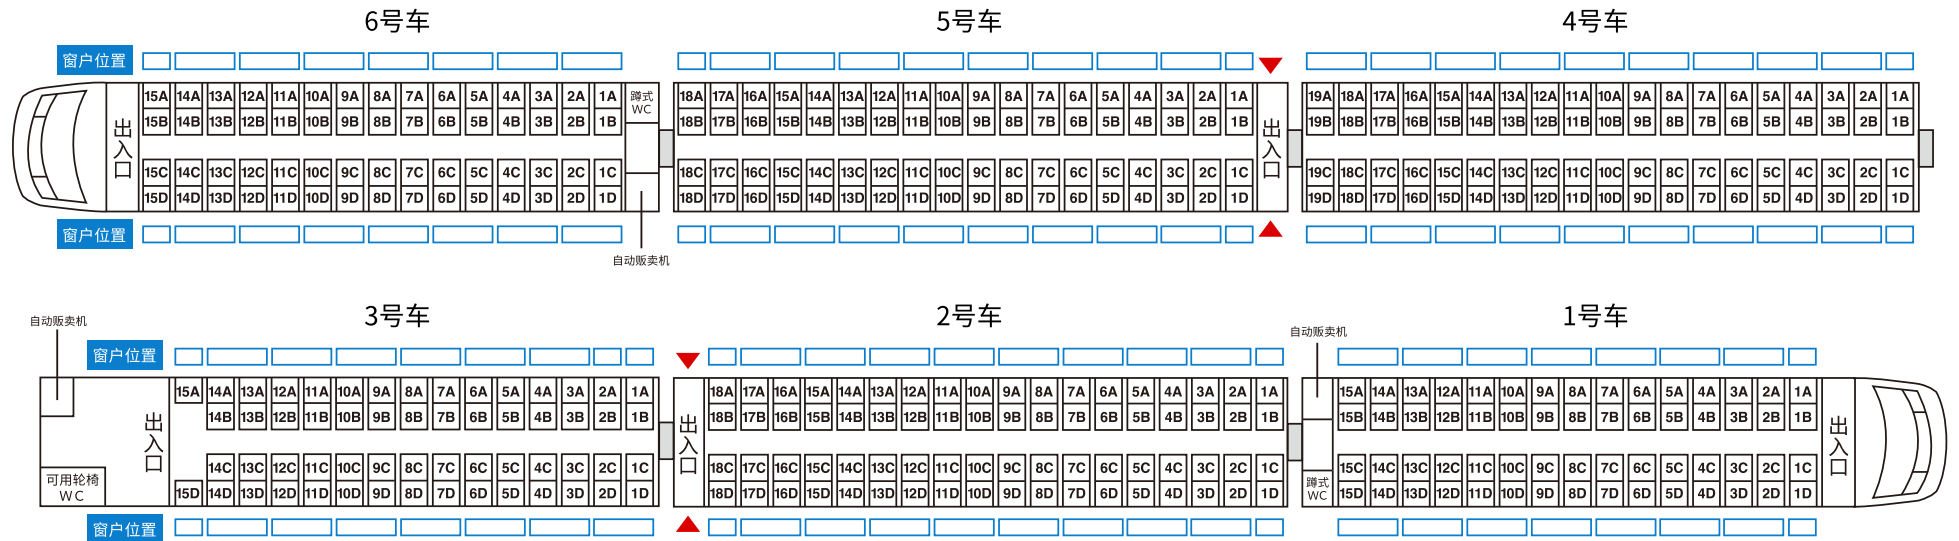 6号车 5号车 4号车
窗户位置
15A 14A 13A 12A 11A 10A 9A 8A 7A 6A 5A 4A 3A 2A 1A 蹲式 18A 17A 16A 15A 14A 13A 12A 11A 10A 9A 8A 7A 6A 5A 4A 3A 2A 1A 19A 18A 17A 16A 15A 14A 13A 12A 11A 10A 9A 8A 7A 6A 5A 4A 3A 2A 1A
WC
15B 14B 13B 12B 11B 10B 9B 8B 7B 6B 5B 4B 3B 2B 1B 18B 17B 16B 15B 14B 13B 12B 11B 10B 9B 8B 7B 6B 5B 4B 3B 2B 1B 19B 18B 17B 16B 15B 14B 13B 12B 11B 10B 9B 8B 7B 6B 5B 4B 3B 2B 1B
出入口 出入口
15C 14C 13C 12C 11C 10C 9C 8C 7C 6C 5C 4C 3C 2C 1C 18C 17C 16C 15C 14C 13C 12C 11C 10C 9C 8C 7C 6C 5C 4C 3C 2C 1C 19C 18C 17C 16C 15C 14C 13C 12C 11C 10C 9C 8C 7C 6C 5C 4C 3C 2C 1C
15D 14D 13D 12D 11D 10D 9D 8D 7D 6D 5D 4D 3D 2D 1D 18D 17D 16D 15D 14D 13D 12D 11D 10D 9D 8D 7D 6D 5D 4D 3D 2D 1D 19D 18D 17D 16D 15D 14D 13D 12D 11D 10D 9D 8D 7D 6D 5D 4D 3D 2D 1D
窗户位置
自动贩卖机
3号车 2号车 1号车
自动贩卖机 自动贩卖机
窗户位置
15A 14A 13A 12A 11A 10A 9A 8A 7A 6A 5A 4A 3A 2A 1A 18A 17A 16A 15A 14A 13A 12A 11A 10A 9A 8A 7A 6A 5A 4A 3A 2A 1A 15A 14A 13A 12A 11A 10A 9A 8A 7A 6A 5A 4A 3A 2A 1A
14B 13B 12B 11B 10B 9B 8B 7B 6B 5B 4B 3B 2B 1B 18B 17B 16B 15B 14B 13B 12B 11B 10B 9B 8B 7B 6B 5B 4B 3B 2B 1B 15B 14B 13B 12B 11B 10B 9B 8B 7B 6B 5B 4B 3B 2B 1B
出入口 出入口 出入口
14C 13C 12C 11C 10C 9C 8C 7C 6C 5C 4C 3C 2C 1C 18C 17C 16C 15C 14C 13C 12C 11C 10C 9C 8C 7C 6C 5C 4C 3C 2C 1C 15C 14C 13C 12C 11C 10C 9C 8C 7C 6C 5C 4C 3C 2C 1C
可用轮椅 蹲式
WC WC
15D 14D 13D 12D 11D 10D 9D 8D 7D 6D 5D 4D 3D 2D 1D 18D 17D 16D 15D 14D 13D 12D 11D 10D 9D 8D 7D 6D 5D 4D 3D 2D 1D 15D 14D 13D 12D 11D 10D 9D 8D 7D 6D 5D 4D 3D 2D 1D
窗户位置